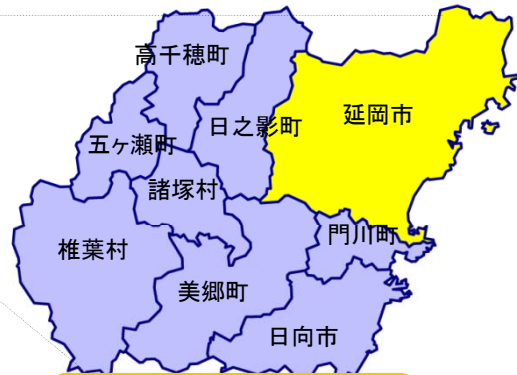 高千穂町
延岡市
日之影町
五ヶ瀬町
諸塚村
門川町
椎葉村
美郷町
日向市